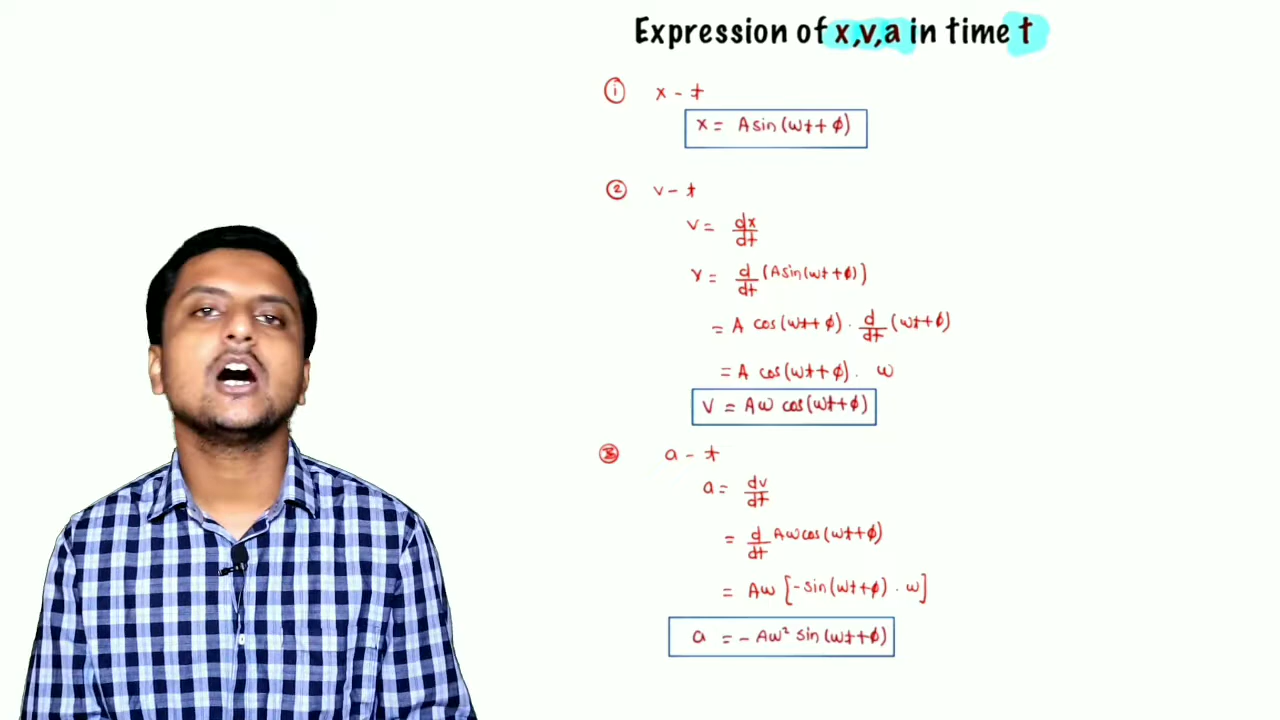 Expression of x,v,a in time t
① x - t
x = A sin(ωt + ϕ)
② v - t
v = dx/dt
v = d/dt (A sin(ωt + ϕ))
= A cos(ωt + ϕ) · d/dt (ωt + ϕ)
= A cos(ωt + ϕ) · ω
v = Aω cos(ωt + ϕ)
③ a - t
a = dv/dt
= d/dt Aω cos(ωt + ϕ)
= Aω [-sin(ωt + ϕ) · ω]
a = - Aω² sin(ωt + ϕ)